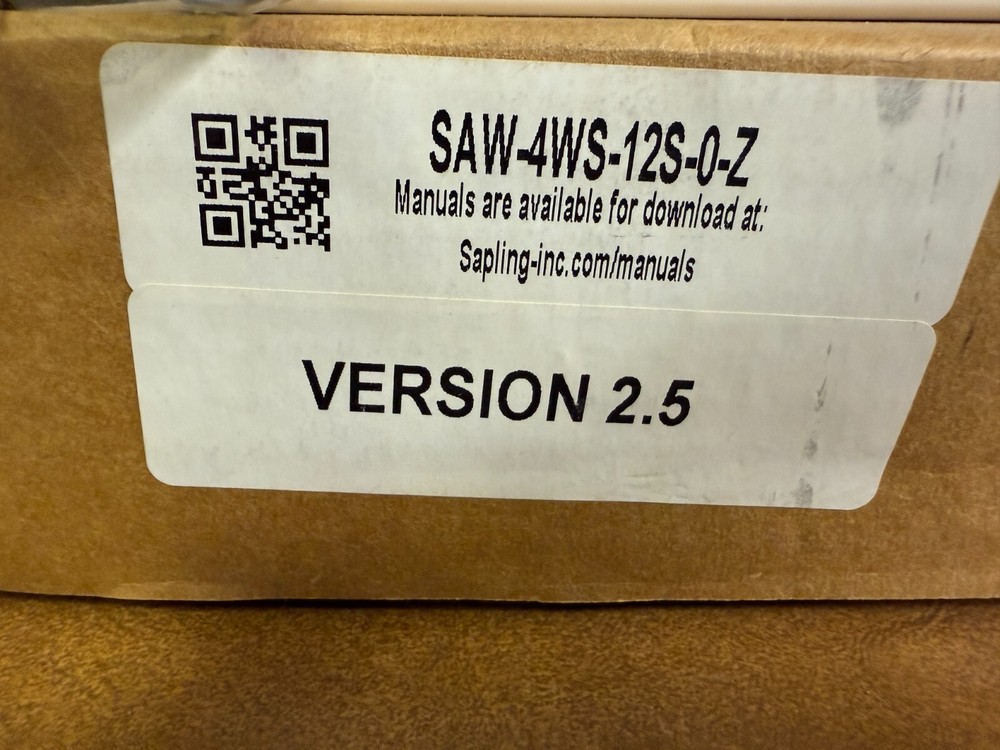 SAW-4WS-12S-0-Z
Manuals are available for download at:
Sapling-inc.com/manuals
VERSION 2.5